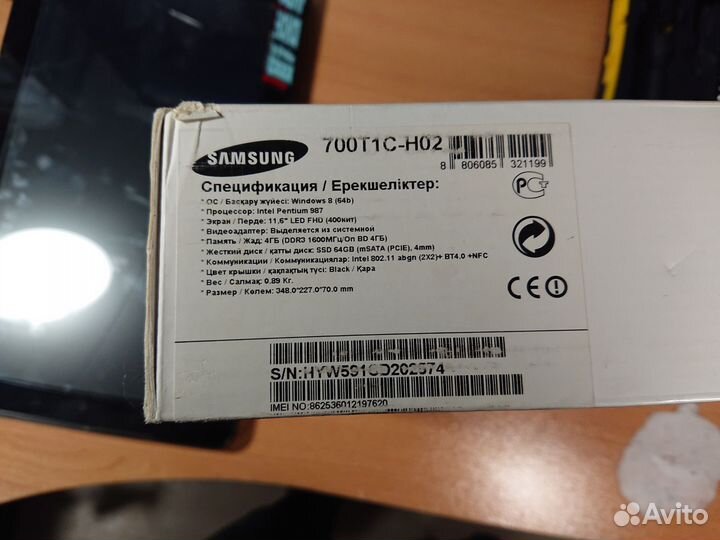 SAMSUNG
700T1C-H02
8 806085 321199
Спецификация / Ерекшеліктер:
* ОС / Басқару жүйесі: Windows 8 (64b)
* Процессор: Intel Pentium 987
* Экран / Перде: 11,6" LED FHD (400нит)
* Видеоадаптер: Выделяется из системной
* Память / Жад: 4ГБ (DDR3 1600МГц/On BD 4ГБ)
* Жесткий диск / қатты диск: SSD 64GB (mSATA (PCIE), 4mm)
* Коммуникации / Коммуникациялар: Intel 802.11 abgn (2X2)+ BT4.0 +NFC
* Цвет крышки / қақпақтың түсі: Black / Қара
* Вес / Салмақ: 0.89 Кг.
* Размер / Көлем: 348.0*227.0*70.0 mm
CE
S/N:HYW591CD202574
IMEI NO:862636012197620
Avito